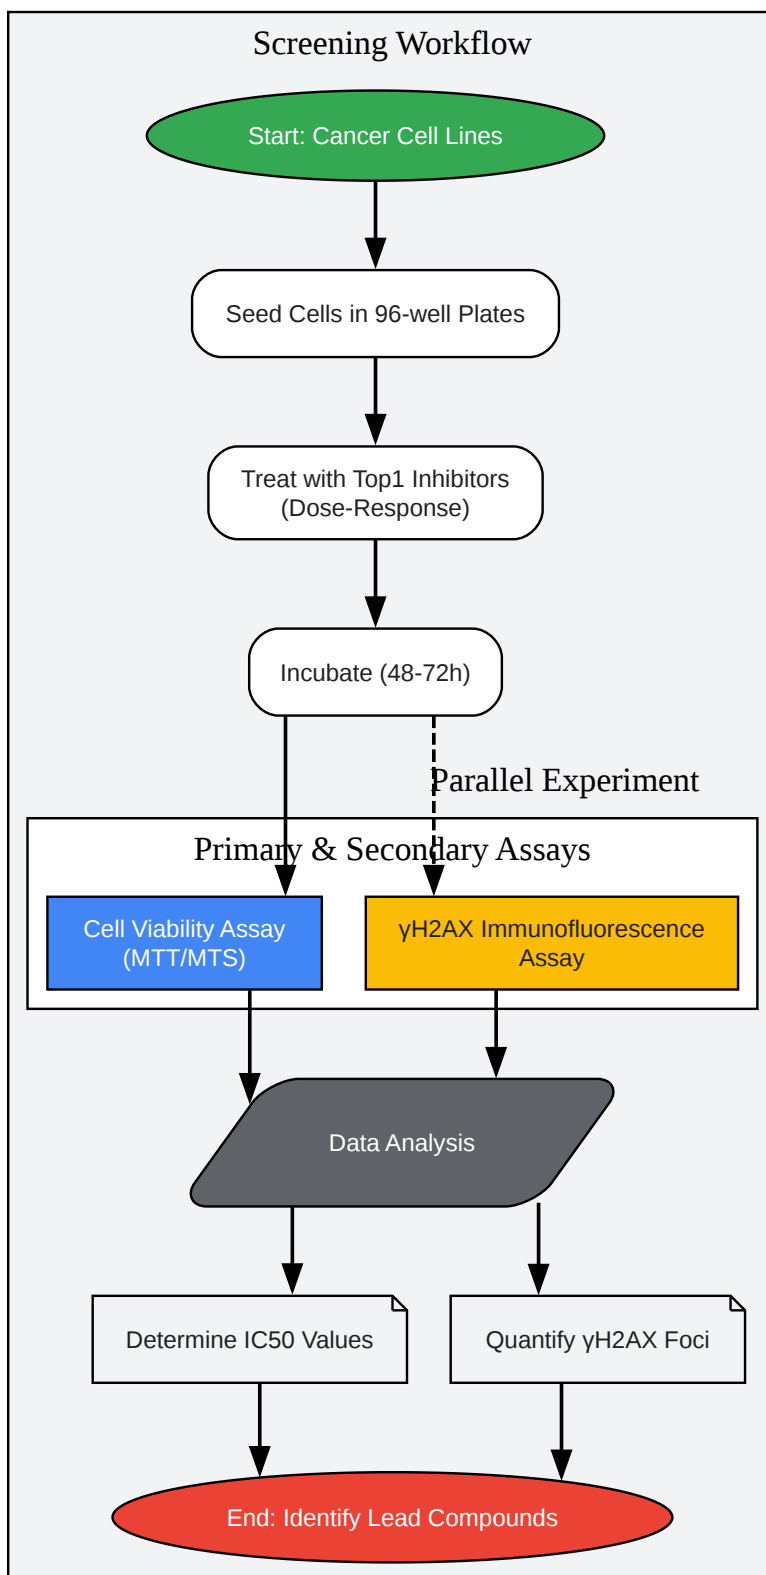 Screening Workflow
Start: Cancer Cell Lines
Seed Cells in 96-well Plates
Treat with Top1 Inhibitors
(Dose-Response)
Incubate (48-72h)
Parallel Experiment
Primary & Secondary Assays
Cell Viability Assay
(MTT/MTS)
γH2AX Immunofluorescence
Assay
Data Analysis
Determine IC50 Values
Quantify γH2AX Foci
End: Identify Lead Compounds